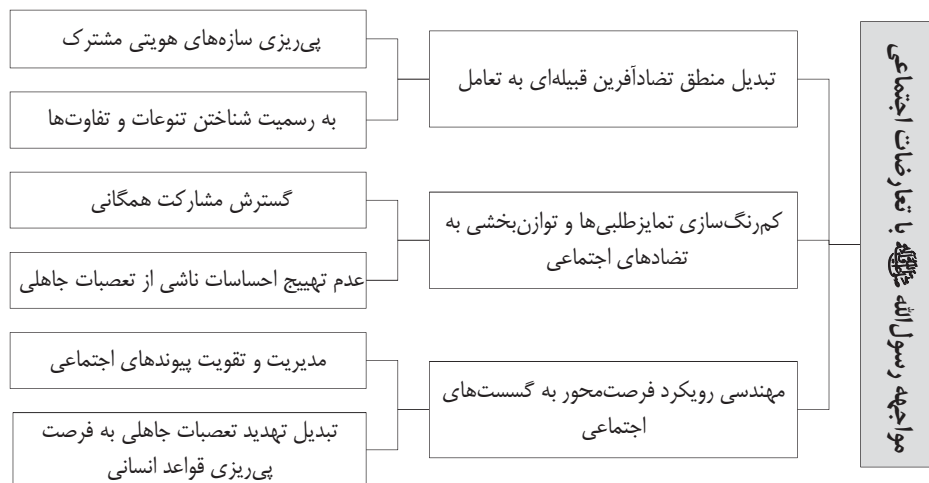 مواجهه رسول‌الله ﷺ با تعارضات اجتماعی
تبدیل منطق تضادآفرین قبیله‌ای به تعامل
پی‌ریزی سازه‌های هویتی مشترک
به رسمیت شناختن تنوعات و تفاوت‌ها
کم‌رنگ‌سازی تمایزطلبی‌ها و توازن‌بخشی به
تضادهای اجتماعی
گسترش مشارکت همگانی
عدم تهییج احساسات ناشی از تعصبات جاهلی
مهندسی رویکرد فرصت‌محور به گسست‌های
اجتماعی
مدیریت و تقویت پیوندهای اجتماعی
تبدیل تهدید تعصبات جاهلی به فرصت
پی‌ریزی قواعد انسانی